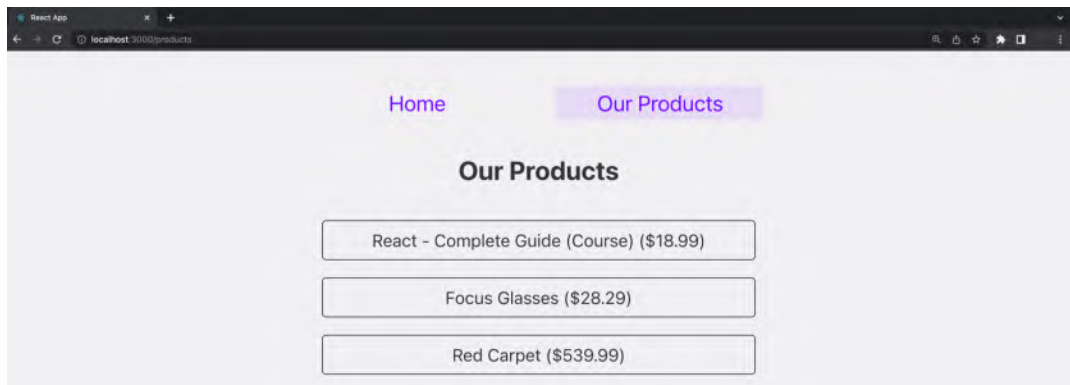 React App
localhost:3000/products
Home
Our Products
Our Products
React - Complete Guide (Course) ($18.99)
Focus Glasses ($28.29)
Red Carpet ($539.99)